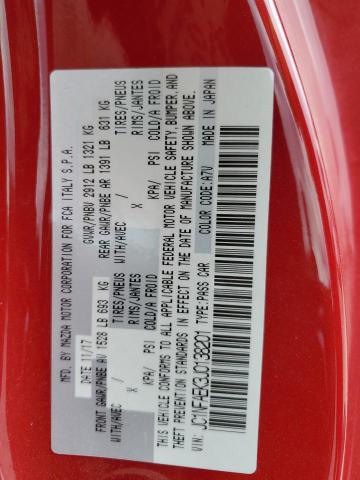 MFD. BY MAZDA MOTOR CORPORATION FOR FCA ITALY S.P.A.
DATE 11/17 GVWR/PNBV 2912 LB 1321 KG
FRONT GAWR/PNBE AV 1528 LB 693 KG REAR GAWR/PNBE AR 1391 LB 631 KG
WITH/AVEC TIRES/PNEUS WITH/AVEC TIRES/PNEUS
X RIMS/JANTES X RIMS/JANTES
KPA/ PSI COLD/A FROID KPA/ PSI COLD/A FROID
THIS VEHICLE CONFORMS TO ALL APPLICABLE FEDERAL MOTOR VEHICLE SAFETY, BUMPER, AND
THEFT PREVENTION STANDARDS IN EFFECT ON THE DATE OF MANUFACTURE SHOWN ABOVE.
VIN: JC1NFAEK3J0138201 MADE IN JAPAN
TYPE:PASS CAR COLOR CODE:A7U